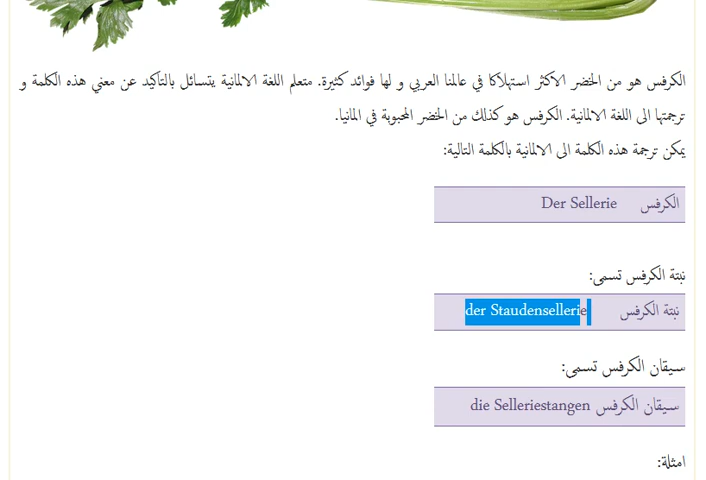 الكرفس هو من الخضر الاكثر استهلاكا في عالمنا العربي و لها فوائد كثيرة. متعلم اللغة الالمانية يتسائل بالتأكيد عن معني هذه الكلمة و
ترجمتها الى اللغة الالمانية. الكرفس هو كذلك من الخضر المحبوبة في المانيا.
يمكن ترجمة هذه الكلمة الى الالمانية بالكلمة التالية:
الكرفس Der Sellerie
نبتة الكرفس تسمى:
نبتة الكرفس der Staudensellerie
سيقان الكرفس تسمى:
سيقان الكرفس die Selleriestangen
امثلة: